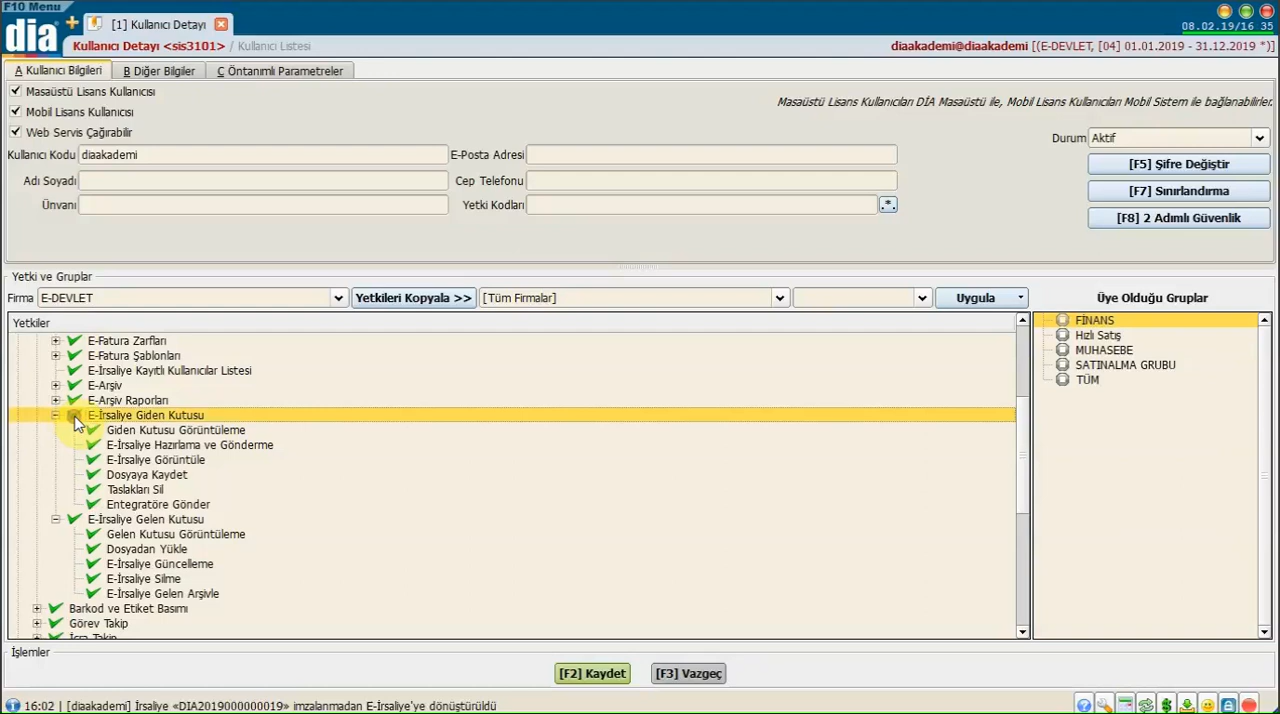 F10 Menu
dia
[1] Kullanıcı Detayı
08.02.19/16 35
Kullanıcı Detayı <sis3101> / Kullanıcı Listesi
diaakademi@diaakademi [(E-DEVLET, [04] 01.01.2019 - 31.12.2019 *)]
A Kullanıcı Bilgileri
B Diğer Bilgiler
C Öntanımlı Parametreler
Masaüstü Lisans Kullanıcısı
Masaüstü Lisans Kullanıcıları DİA Masaüstü ile, Mobil Lisans Kullanıcıları Mobil Sistem ile bağlanabilirler.
Mobil Lisans Kullanıcısı
Web Servis Çağırabilir
Durum Aktif
Kullanıcı Kodu diaakademi
E-Posta Adresi
[F5] Şifre Değiştir
Adı Soyadı
Cep Telefonu
[F7] Sınırlandırma
Ünvanı
Yetki Kodları
.*.
[F8] 2 Adımlı Güvenlik
Yetki ve Gruplar
Firma E-DEVLET
Yetkileri Kopyala >>
[Tüm Firmalar]
Uygula
Üye Olduğu Gruplar
Yetkiler
E-Fatura Zarfları
E-Fatura Şablonları
E-İrsaliye Kayıtlı Kullanıcılar Listesi
E-Arşiv
E-Arşiv Raporları
E-İrsaliye Giden Kutusu
Giden Kutusu Görüntüleme
E-İrsaliye Hazırlama ve Gönderme
E-İrsaliye Görüntüle
Dosyaya Kaydet
Taslakları Sil
Entegratöre Gönder
E-İrsaliye Gelen Kutusu
Gelen Kutusu Görüntüleme
Dosyadan Yükle
E-İrsaliye Güncelleme
E-İrsaliye Silme
E-İrsaliye Gelen Arşivle
Barkod ve Etiket Basımı
Görev Takip
İcra Takip
FİNANS
Hızlı Satış
MUHASEBE
SATINALMA GRUBU
TÜM
İşlemler
[F2] Kaydet
[F3] Vazgeç
16:02 | [diaakademi] İrsaliye «DIA2019000000019» imzalanmadan E-İrsaliye'ye dönüştürüldü